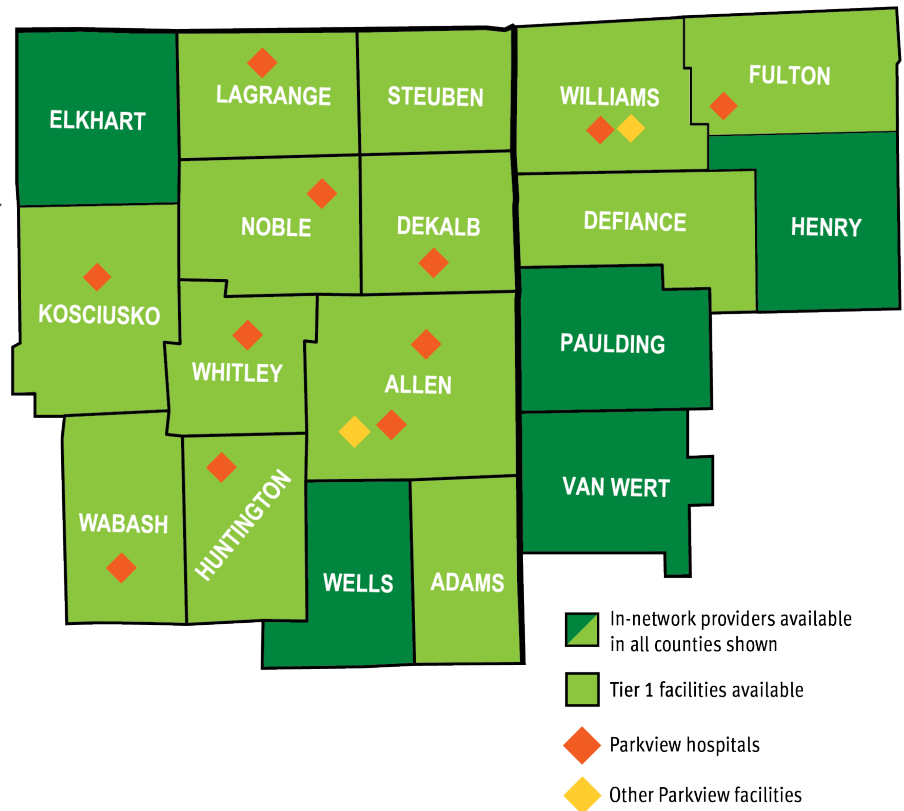 ELKHART
LAGRANGE
STEUBEN
WILLIAMS
FULTON
NOBLE
DEKALB
DEFIANCE
HENRY
KOSCIUSKO
WHITLEY
ALLEN
PAULDING
WABASH
HUNTINGTON
WELLS
ADAMS
VAN WERT
In-network providers available
in all counties shown
Tier 1 facilities available
Parkview hospitals
Other Parkview facilities